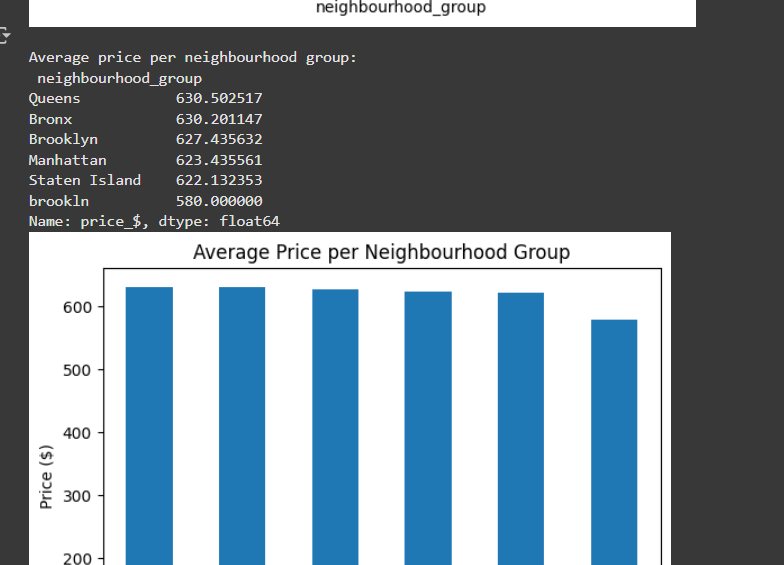 neighbourhood_group
Average price per neighbourhood group:
neighbourhood_group
Queens 630.502517
Bronx 630.201147
Brooklyn 627.435632
Manhattan 623.435561
Staten Island 622.132353
brookln 580.000000
Name: price_$, dtype: float64
Average Price per Neighbourhood Group
600
500
400
300
200
Price ($)